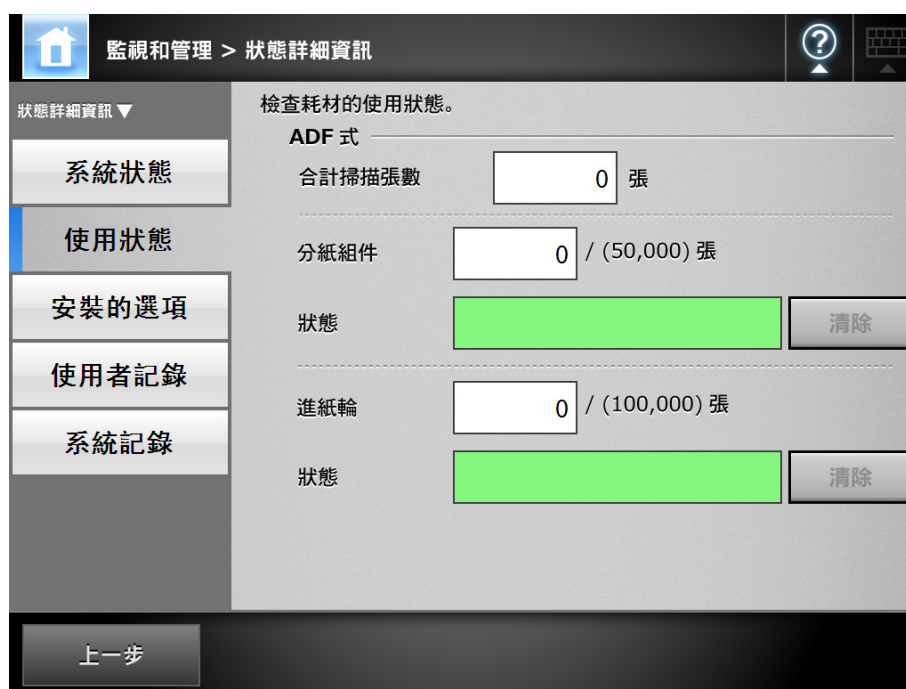 監視和管理 > 狀態詳細資訊
?
狀態詳細資訊▼
系統狀態
使用狀態
安裝的選項
使用者記錄
系統記錄
檢查耗材的使用狀態。
ADF 式
合計掃描張數 0 張
分紙組件 0 / (50,000) 張
狀態 清除
進紙輪 0 / (100,000) 張
狀態 清除
上一步